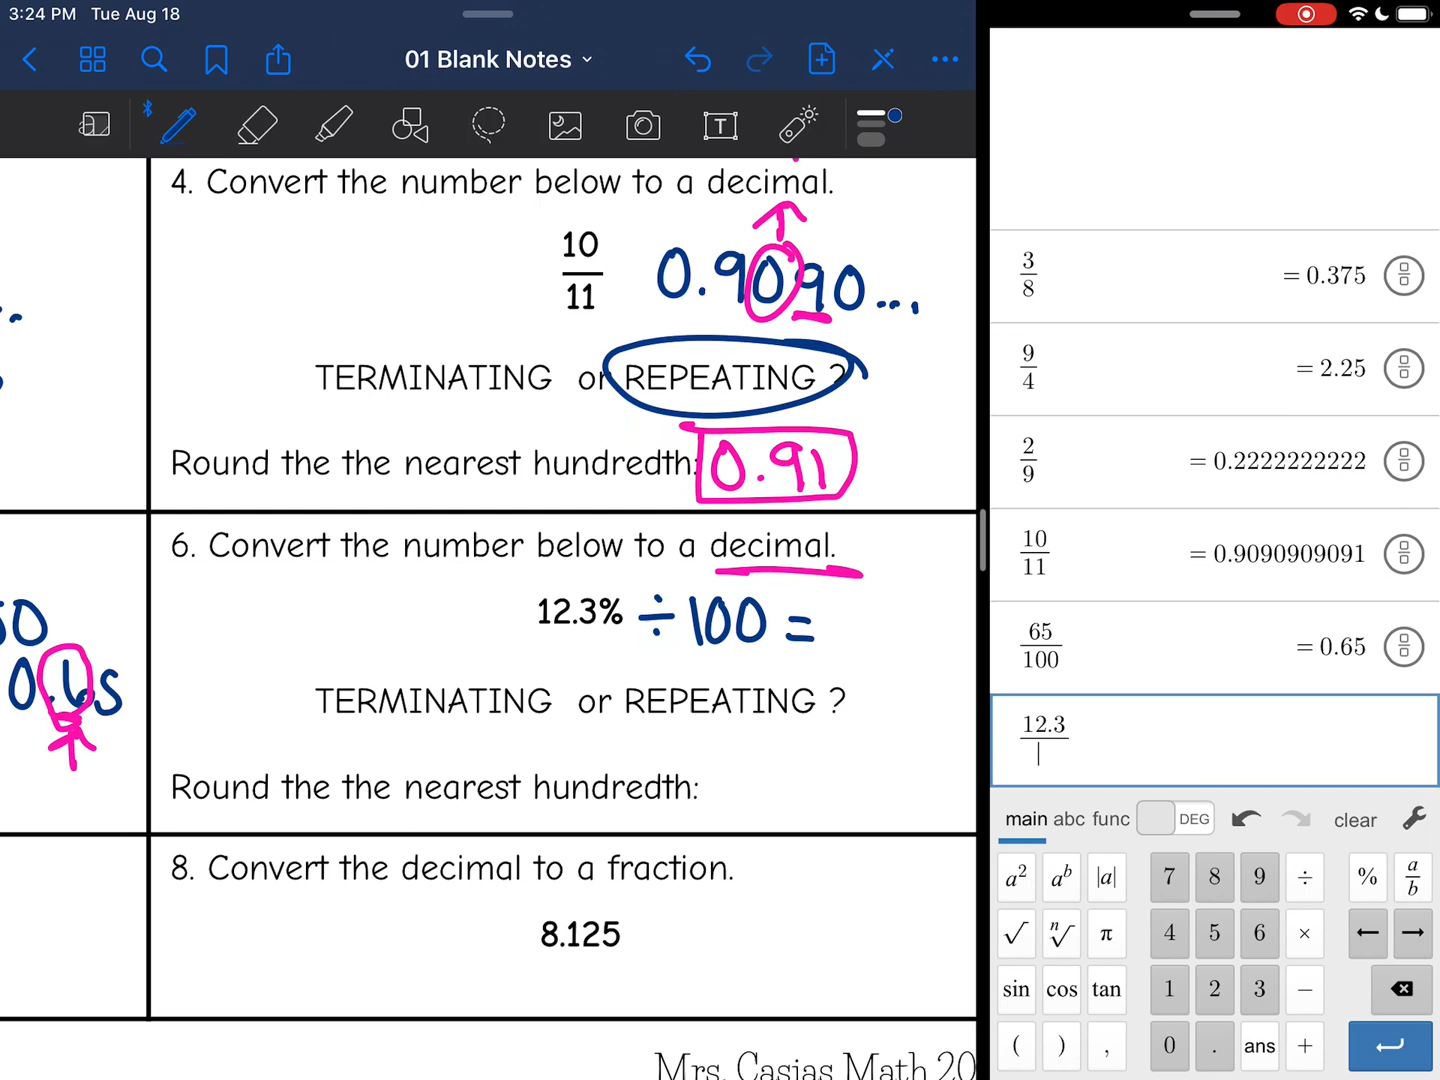 3:24 PM Tue Aug 18
01 Blank Notes
T
4. Convert the number below to a decimal.
10
11
0.9090...
TERMINATING or REPEATING ?
Round the the nearest hundredth: 0.91
6. Convert the number below to a decimal.
12.3% ÷ 100 =
0.65
TERMINATING or REPEATING ?
Round the the nearest hundredth:
8. Convert the decimal to a fraction.
8.125
Mrs. Casias Math 20
3
8
= 0.375
9
4
= 2.25
2
9
= 0.2222222222
10
11
= 0.9090909091
65
100
= 0.65
12.3
main abc func DEG clear
a² aᵇ |a| 7 8 9 ÷ % a/b
√ ⁿ√ π 4 5 6 × ← →
sin cos tan 1 2 3 −
( ) , 0 . ans +